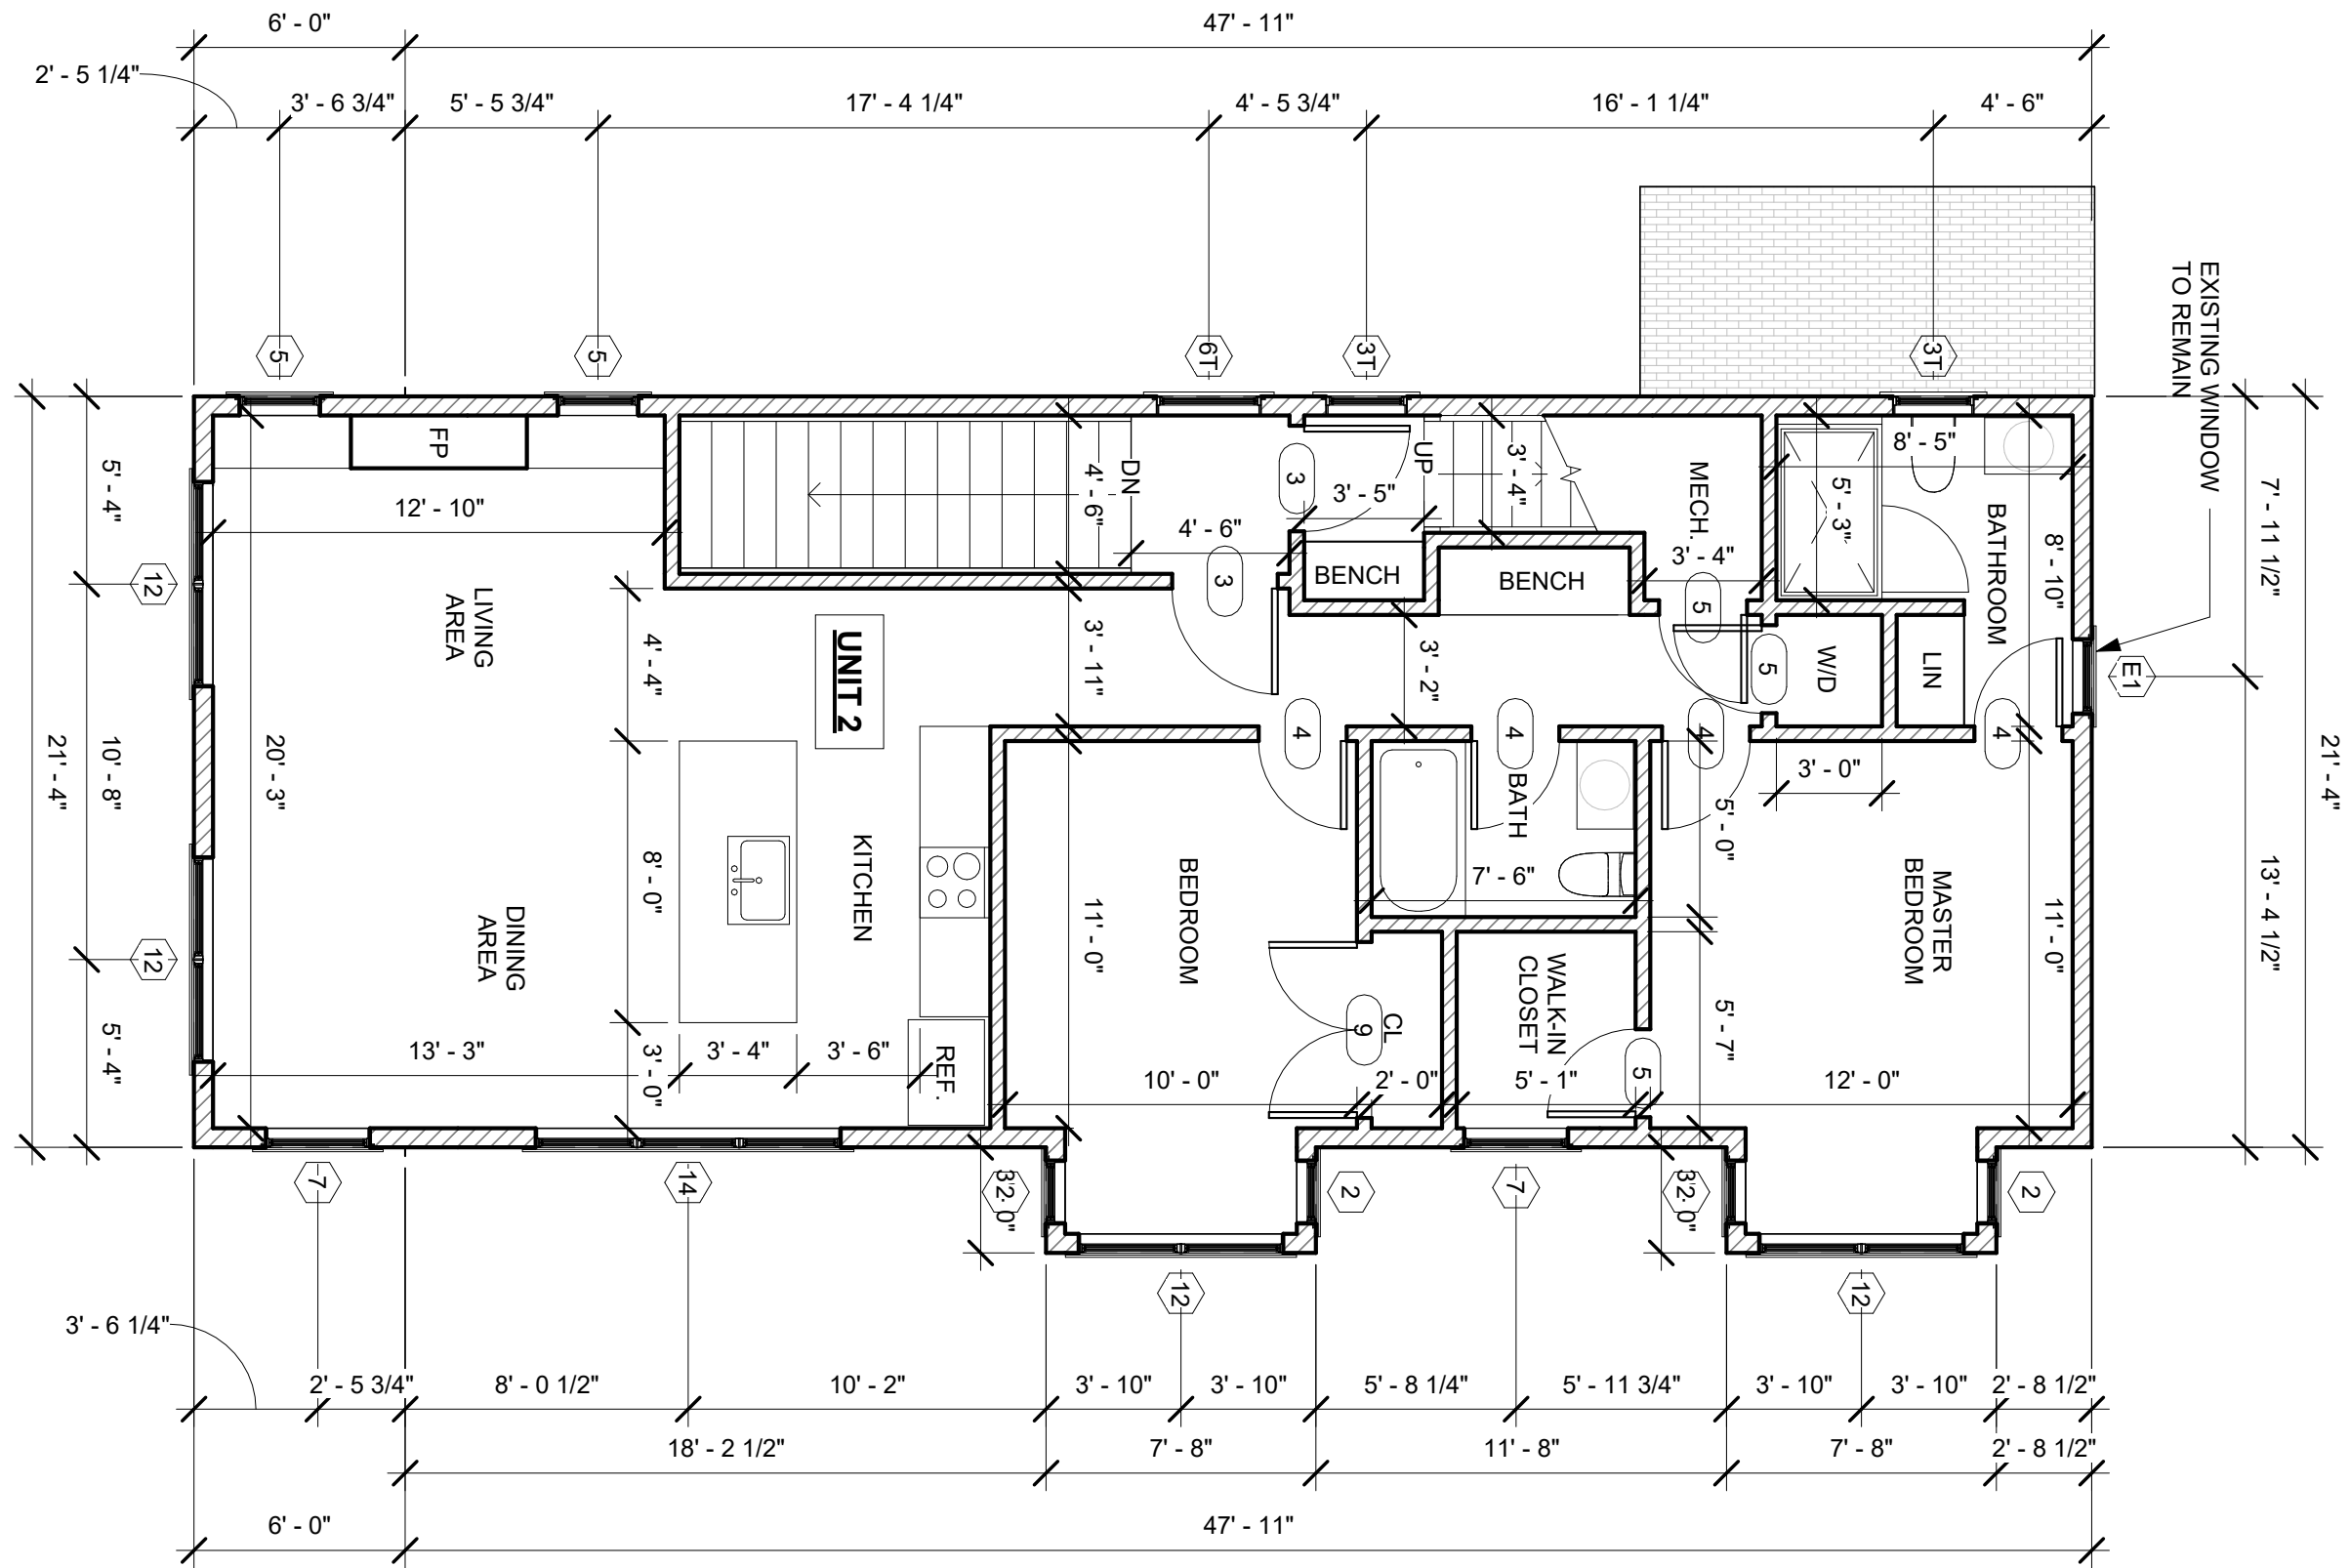 6' - 0"
47' - 11"
2' - 5 1/4"
3' - 6 3/4"
5' - 5 3/4"
17' - 4 1/4"
4' - 5 3/4"
16' - 1 1/4"
4' - 6"
EXISTING WINDOW
TO REMAIN
5
5
6T
3T
3T
FP
12' - 10"
DN
4' - 6"
4' - 6"
3
3
UP
3' - 5"
3' - 4"
MECH.
3' - 4"
8' - 5"
5' - 3"
BATHROOM
8' - 10"
7' - 11 1/2"
5' - 4"
12
LIVING
AREA
4' - 4"
UNIT 2
3' - 11"
BENCH
BENCH
3' - 2"
5
5
W/D
LIN
E1
21' - 4"
10' - 8"
20' - 3"
4
4
4
4
3' - 0"
21' - 4"
8' - 0"
KITCHEN
BEDROOM
11' - 0"
BATH
7' - 6"
5' - 0"
MASTER
BEDROOM
11' - 0"
13' - 4 1/2"
12
DINING
AREA
WALK-IN
CLOSET
CL
9
5
5' - 7"
5' - 4"
13' - 3"
3' - 0"
3' - 4"
3' - 6"
REF.
10' - 0"
2' - 0"
5' - 1"
12' - 0"
7
14
2
3' - 0"
2
7
2
3' - 0"
2
12
12
3' - 6 1/4"
2' - 5 3/4"
8' - 0 1/2"
10' - 2"
3' - 10"
3' - 10"
5' - 8 1/4"
5' - 11 3/4"
3' - 10"
3' - 10"
2' - 8 1/2"
18' - 2 1/2"
7' - 8"
11' - 8"
7' - 8"
2' - 8 1/2"
6' - 0"
47' - 11"